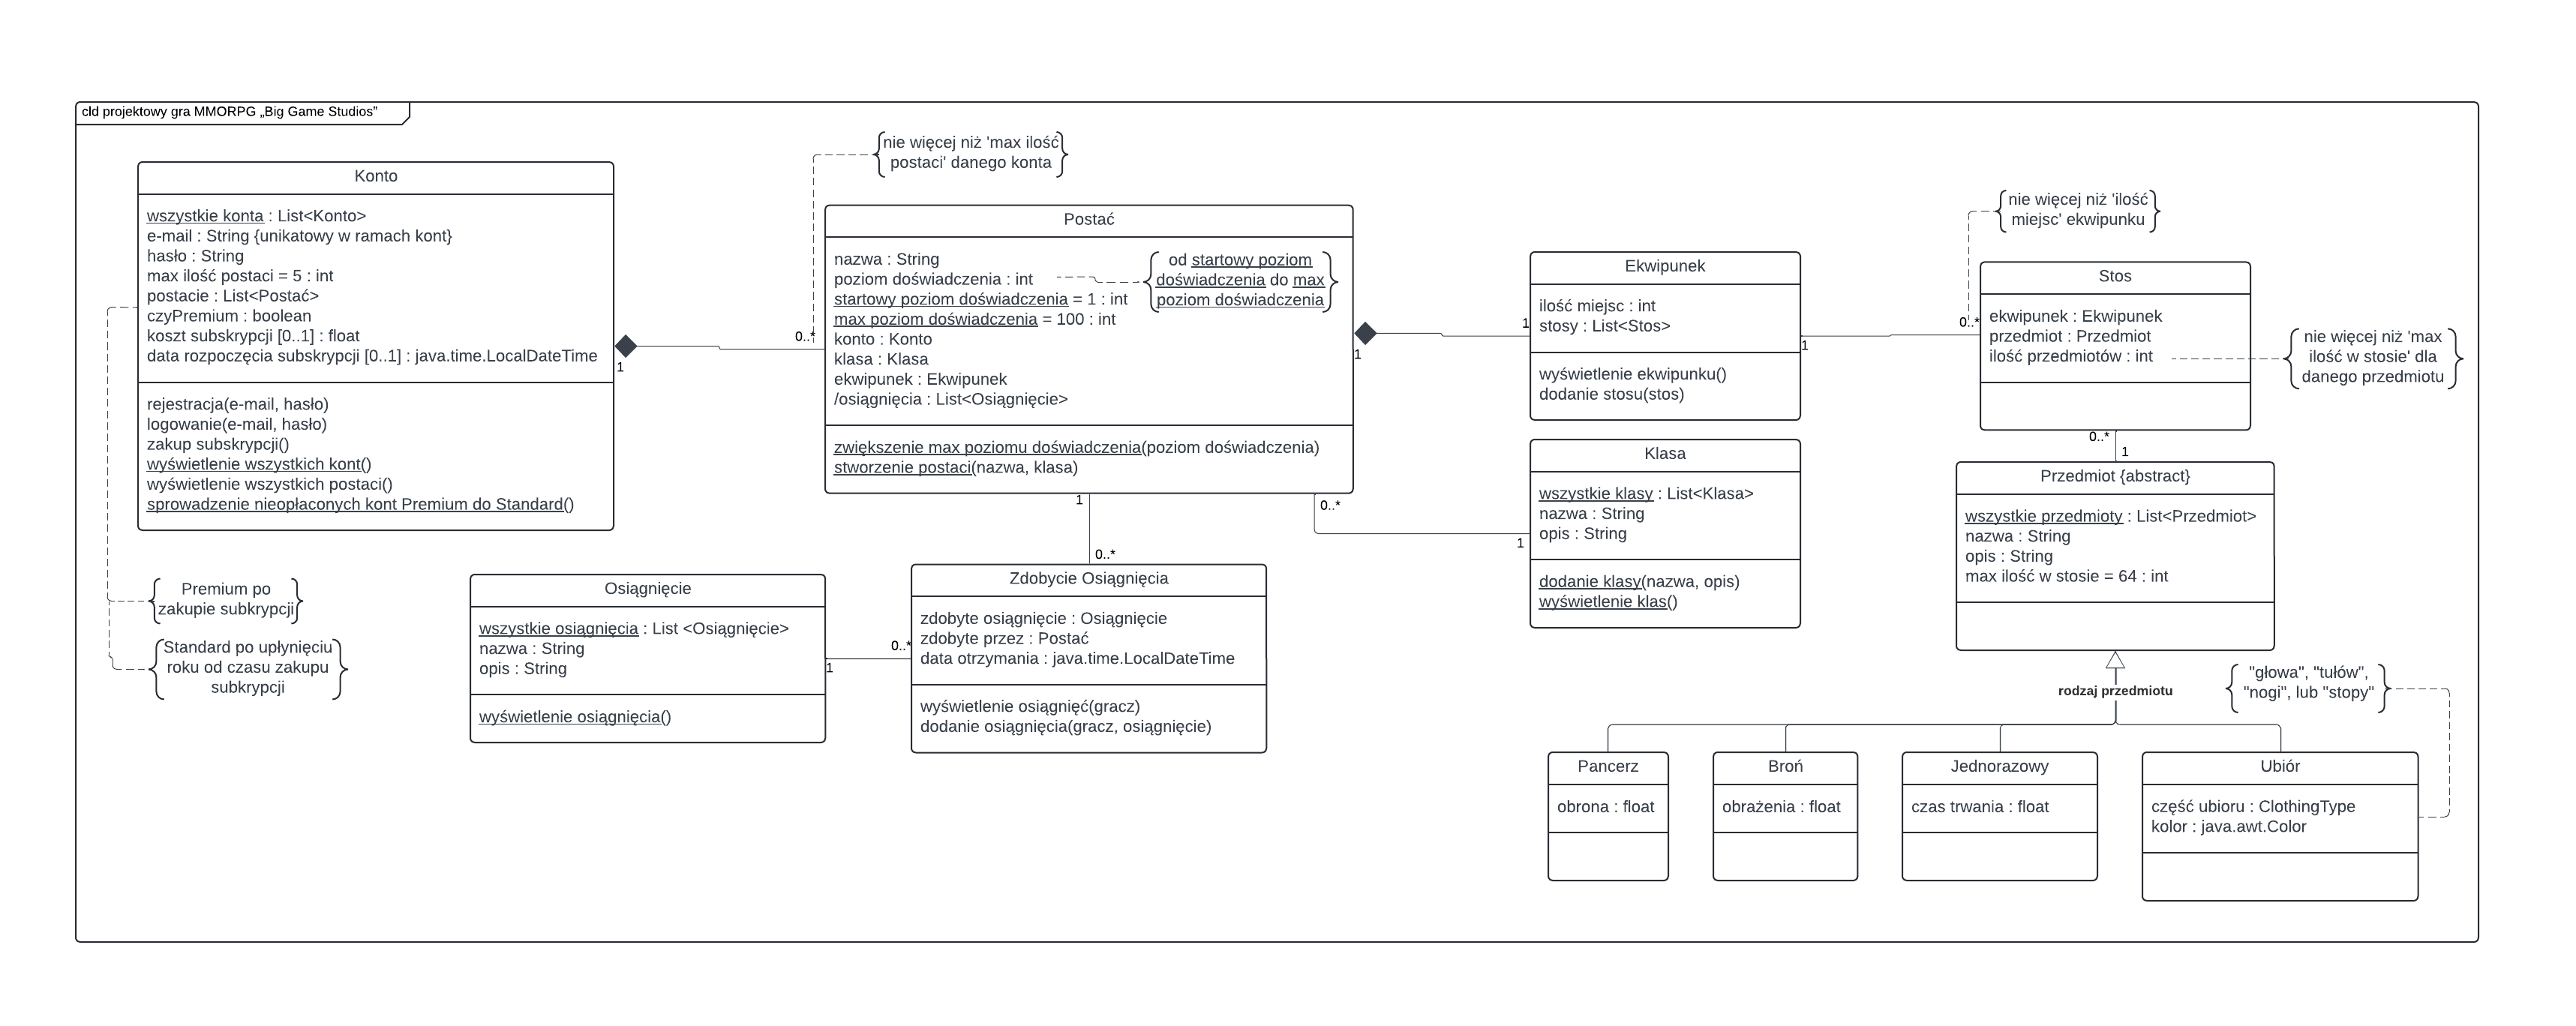 cld projektowy gra MMORPG „Big Game Studios”
nie więcej niż 'max ilość
postaci' danego konta
Konto
wszystkie konta : List<Konto>
e-mail : String {unikatowy w ramach kont}
hasło : String
max ilość postaci = 5 : int
postacie : List<Postać>
czyPremium : boolean
koszt subskrypcji [0..1] : float
data rozpoczęcia subskrypcji [0..1] : java.time.LocalDateTime
rejestracja(e-mail, hasło)
logowanie(e-mail, hasło)
zakup subskrypcji()
wyświetlenie wszystkich kont()
wyświetlenie wszystkich postaci()
sprowadzenie nieopłaconych kont Premium do Standard()
1
0..*
Premium po
zakupie subkrypcji
Standard po upłynięciu
roku od czasu zakupu
subkrypcji
Postać
nazwa : String
poziom doświadczenia : int
startowy poziom doświadczenia = 1 : int
max poziom doświadczenia = 100 : int
konto : Konto
klasa : Klasa
ekwipunek : Ekwipunek
/osiągnięcia : List<Osiągnięcie>
od startowy poziom
doświadczenia do max
poziom doświadczenia
zwiększenie max poziomu doświadczenia(poziom doświadczenia)
stworzenie postaci(nazwa, klasa)
1
1
1
0..*
0..*
1
Osiągnięcie
wszystkie osiągnięcia : List <Osiągnięcie>
nazwa : String
opis : String
wyświetlenie osiągnięcia()
1
0..*
Zdobycie Osiągnięcia
zdobyte osiągnięcie : Osiągnięcie
zdobyte przez : Postać
data otrzymania : java.time.LocalDateTime
wyświetlenie osiągnięć(gracz)
dodanie osiągnięcia(gracz, osiągnięcie)
Ekwipunek
ilość miejsc : int
stosy : List<Stos>
wyświetlenie ekwipunku()
dodanie stosu(stos)
1
0..*
Klasa
wszystkie klasy : List<Klasa>
nazwa : String
opis : String
dodanie klasy(nazwa, opis)
wyświetlenie klas()
nie więcej niż 'ilość
miejsc' ekwipunku
Stos
ekwipunek : Ekwipunek
przedmiot : Przedmiot
ilość przedmiotów : int
nie więcej niż 'max
ilość w stosie' dla
danego przedmiotu
0..*
1
Przedmiot {abstract}
wszystkie przedmioty : List<Przedmiot>
nazwa : String
opis : String
max ilość w stosie = 64 : int
rodzaj przedmiotu
"głowa", "tułów",
"nogi", lub "stopy"
Pancerz
obrona : float
Broń
obrażenia : float
Jednorazowy
czas trwania : float
Ubiór
część ubioru : ClothingType
kolor : java.awt.Color